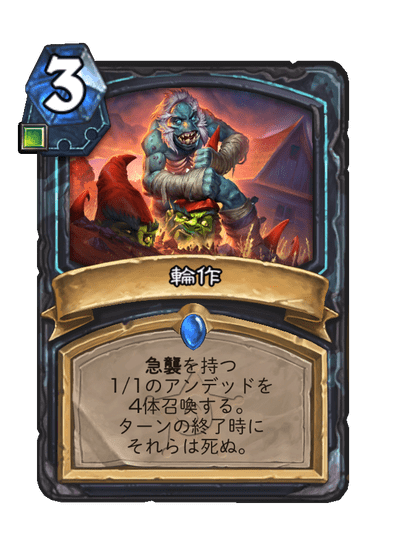 3
輪作
急襲を持つ
1/1のアンデッドを
4体召喚する。
ターンの終了時に
それらは死ぬ。